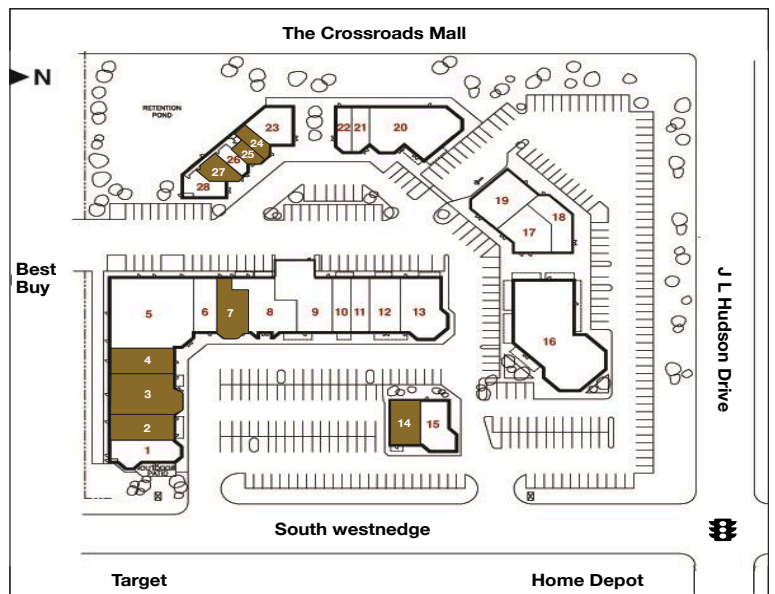 The Crossroads Mall
N
RETENTION
POND
23
22
21
20
24
25
26
27
28
19
18
17
Best
Buy
5
6
7
8
9
10
11
12
13
16
4
3
2
1
14
15
OUTDOOR
PATIO
J L Hudson Drive
South westnedge
Target
Home Depot